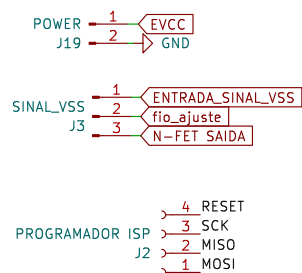 POWER 1 EVCC
J19 2 GND
1 ENTRADA_SINAL_VSS
SINAL_VSS 2 fio_ajuste
J3 3 N-FET SAIDA
4 RESET
PROGRAMADOR ISP 3 SCK
J2 2 MISO
1 MOSI